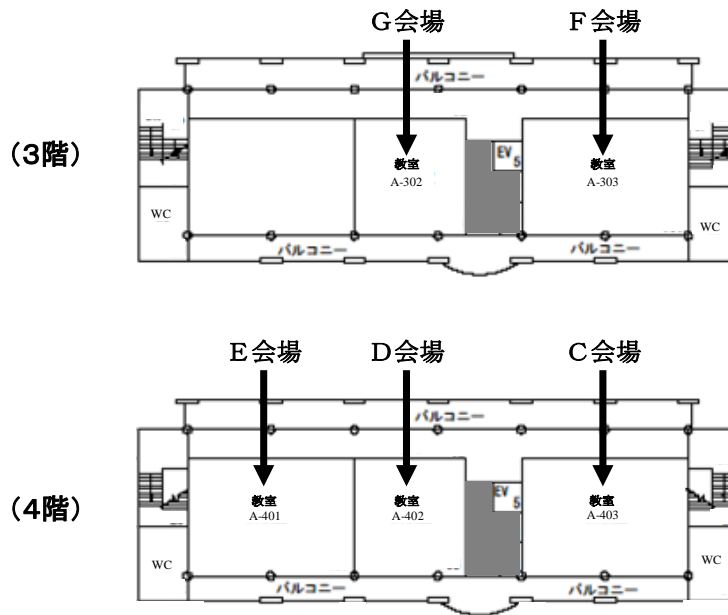 G会場 F会場
バルコニー
(3階)
教室 EV 教室
A-302 5 A-303
WC WC
バルコニー バルコニー
E会場 D会場 C会場
バルコニー
(4階)
教室 教室 EV 教室
A-401 A-402 5 A-403
WC WC
バルコニー バルコニー